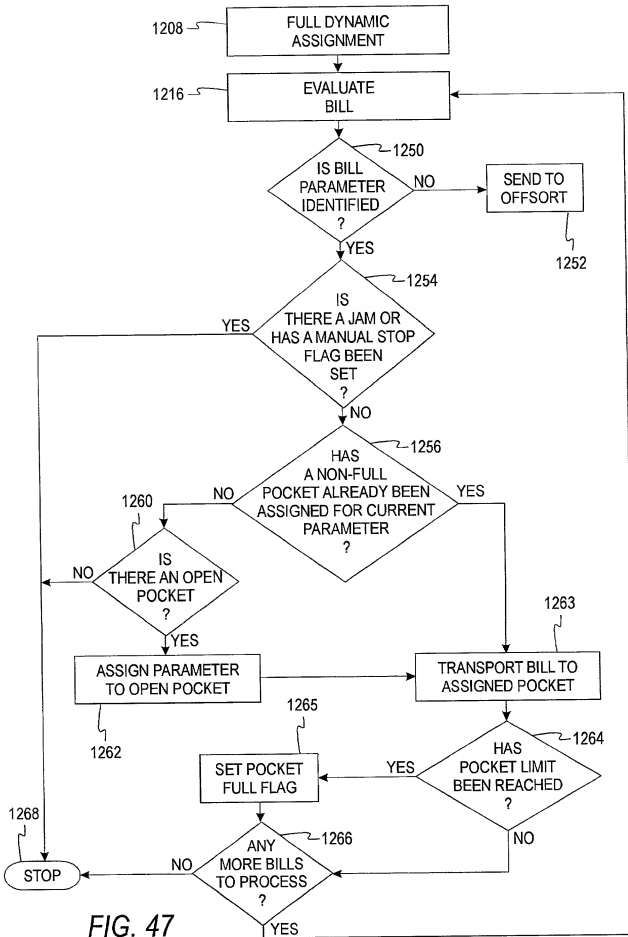 1208
FULL DYNAMIC
ASSIGNMENT
1216
EVALUATE
BILL
1250
IS BILL
PARAMETER
IDENTIFIED
?
NO
SEND TO
OFFSORT
1252
YES
1254
IS
THERE A JAM OR
HAS A MANUAL STOP
FLAG BEEN
SET
?
YES
NO
1256
HAS
A NON-FULL
POCKET ALREADY BEEN
ASSIGNED FOR CURRENT
PARAMETER
?
NO
YES
1260
IS
THERE AN OPEN
POCKET
?
NO
YES
ASSIGN PARAMETER
TO OPEN POCKET
1262
1263
TRANSPORT BILL TO
ASSIGNED POCKET
1264
HAS
POCKET LIMIT
BEEN REACHED
?
YES
NO
1265
SET POCKET
FULL FLAG
1266
ANY
MORE BILLS
TO PROCESS
?
NO
YES
1268
STOP
FIG. 47